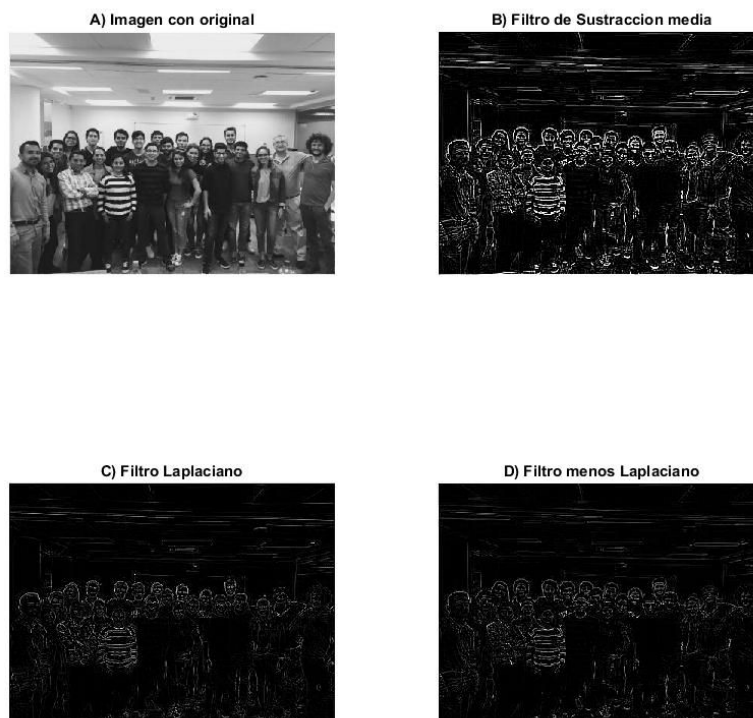 A) Imagen con original
B) Filtro de Sustraccion media
C) Filtro Laplaciano
D) Filtro menos Laplaciano